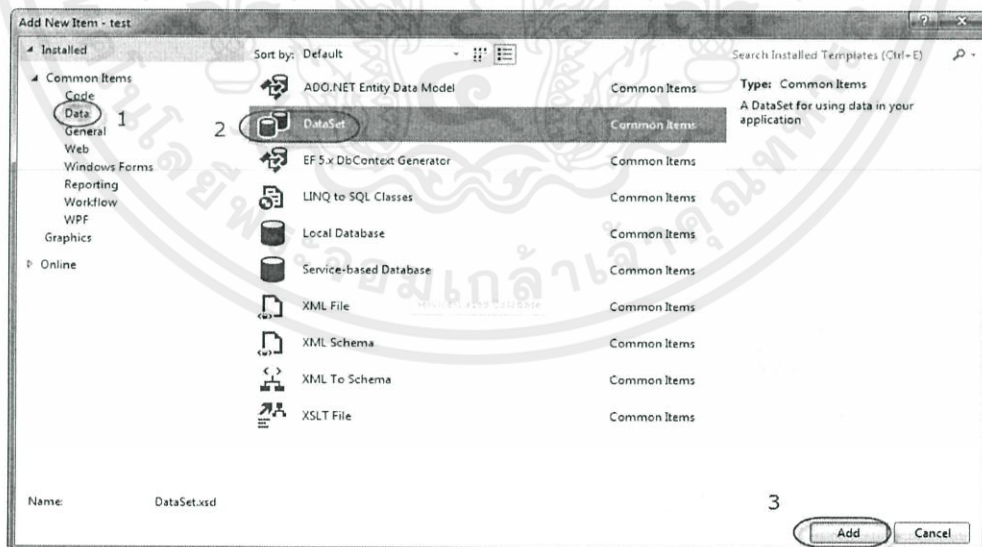 Add New Item - test
Installed
Common Items
Code
Data
1
General
Web
Windows Forms
Reporting
Workflow
WPF
Graphics
Online
Sort by: Default
Search Installed Templates (Ctrl+E)
ADO.NET Entity Data Model Common Items
2
DataSet Common Items
EF 5.x DbContext Generator Common Items
LINQ to SQL Classes Common Items
Local Database Common Items
Service-based Database Common Items
XML File Common Items
XML Schema Common Items
XML To Schema Common Items
XSLT File Common Items
Type: Common Items
A DataSet for using data in your
application
Name: DataSet.xsd
3
Add Cancel